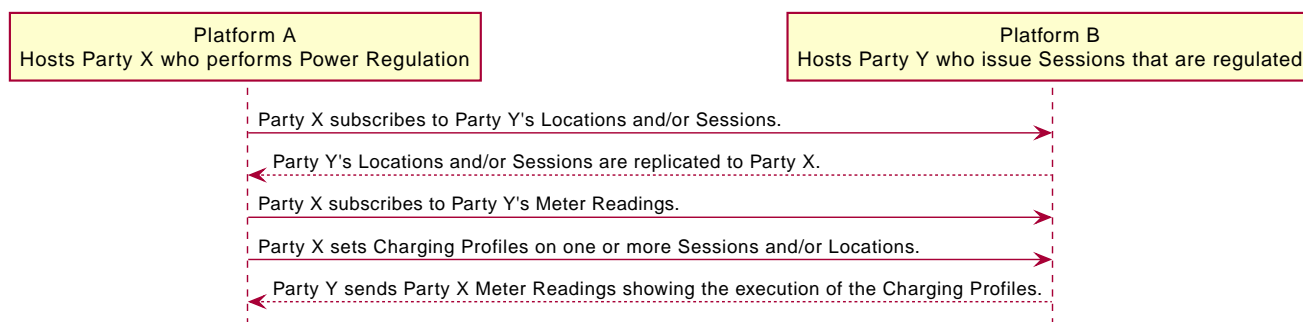 Platform A
Hosts Party X who performs Power Regulation
Platform B
Hosts Party Y who issue Sessions that are regulated
Party X subscribes to Party Y's Locations and/or Sessions.
Party Y's Locations and/or Sessions are replicated to Party X.
Party X subscribes to Party Y's Meter Readings.
Party X sets Charging Profiles on one or more Sessions and/or Locations.
Party Y sends Party X Meter Readings showing the execution of the Charging Profiles.